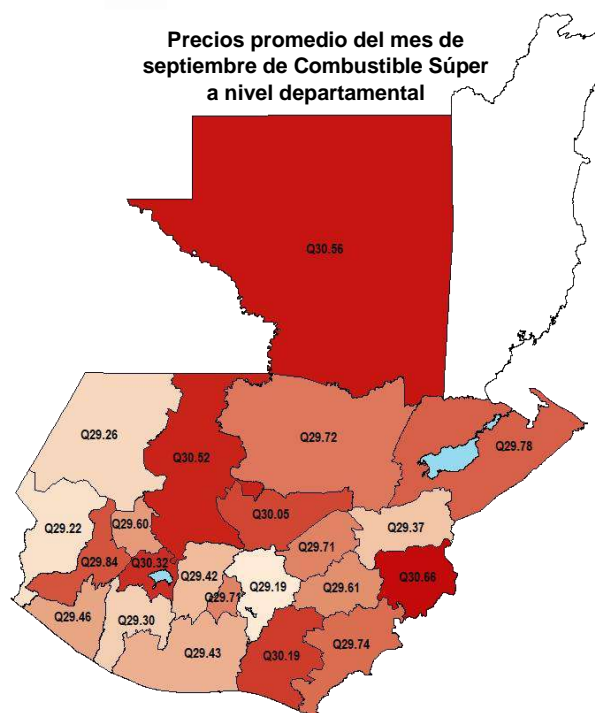 Precios promedio del mes de
septiembre de Combustible Súper
a nivel departamental
Q30.56
Q29.26
Q30.52
Q29.72
Q29.78
Q29.22
Q29.60
Q30.05
Q29.37
Q29.71
Q29.84
Q30.32
Q29.42
Q29.71
Q29.19
Q29.61
Q30.66
Q29.46
Q29.30
Q29.43
Q30.19
Q29.74